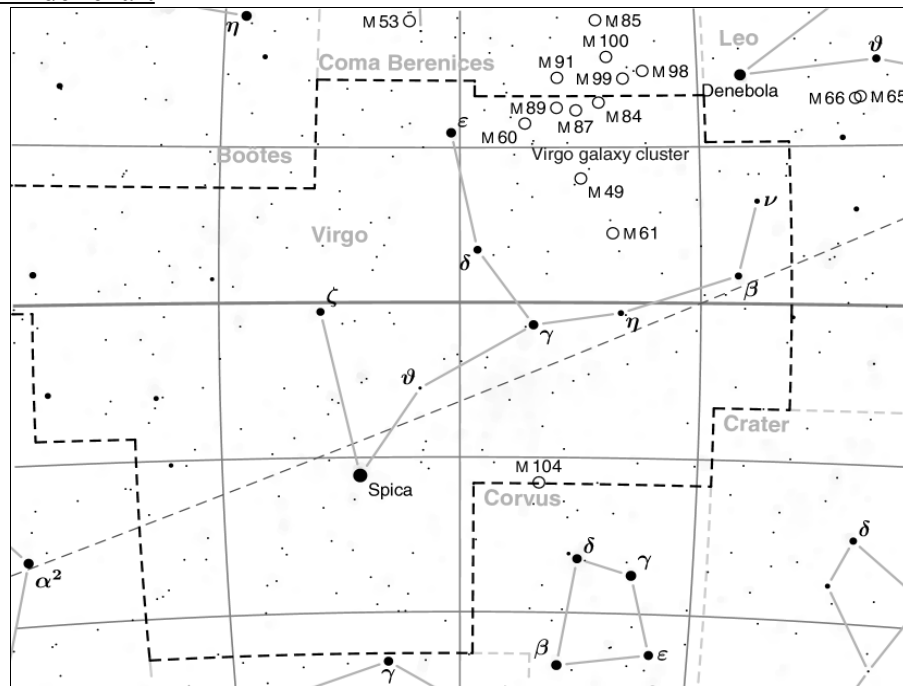 η
M 53
M 85
M 100
Leo
ϑ
Coma Berenices
M 91
M 99
M 98
Denebola
M 66
M 65
M 89
M 84
M 87
M 60
ε
Virgo galaxy cluster
Boötes
M 49
ν
Virgo
M 61
δ
β
ζ
γ
η
ϑ
Crater
M 104
Spica
Corvus
δ
γ
δ
α²
β
ε
γ